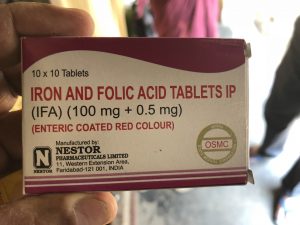 10 x 10 Tablets
IRON AND FOLIC ACID TABLETS IP
(IFA) (100 mg + 0.5 mg)
(ENTERIC COATED RED COLOUR)
Manufactured by:
N
NESTOR
NESTOR
PHARMACEUTICALS LIMITED
11, Western Extension Area,
Faridabad-121 001, INDIA
OSMC